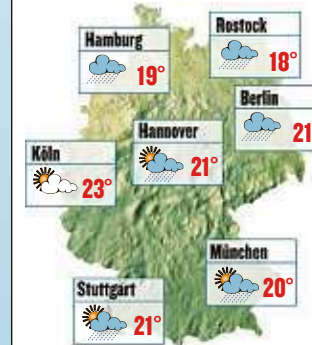 Rostock
18°
Hamburg
19°
Berlin
21
Hannover
21°
Köln
23°
München
20°
Stuttgart
21°